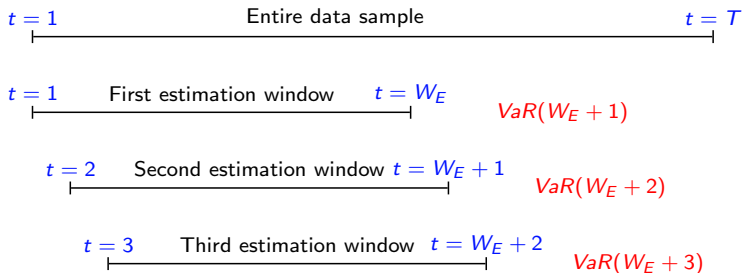 t = 1 Entire data sample t = T
t = 1 First estimation window t = W_E
VaR(W_E + 1)
t = 2 Second estimation window t = W_E + 1
VaR(W_E + 2)
t = 3 Third estimation window t = W_E + 2
VaR(W_E + 3)